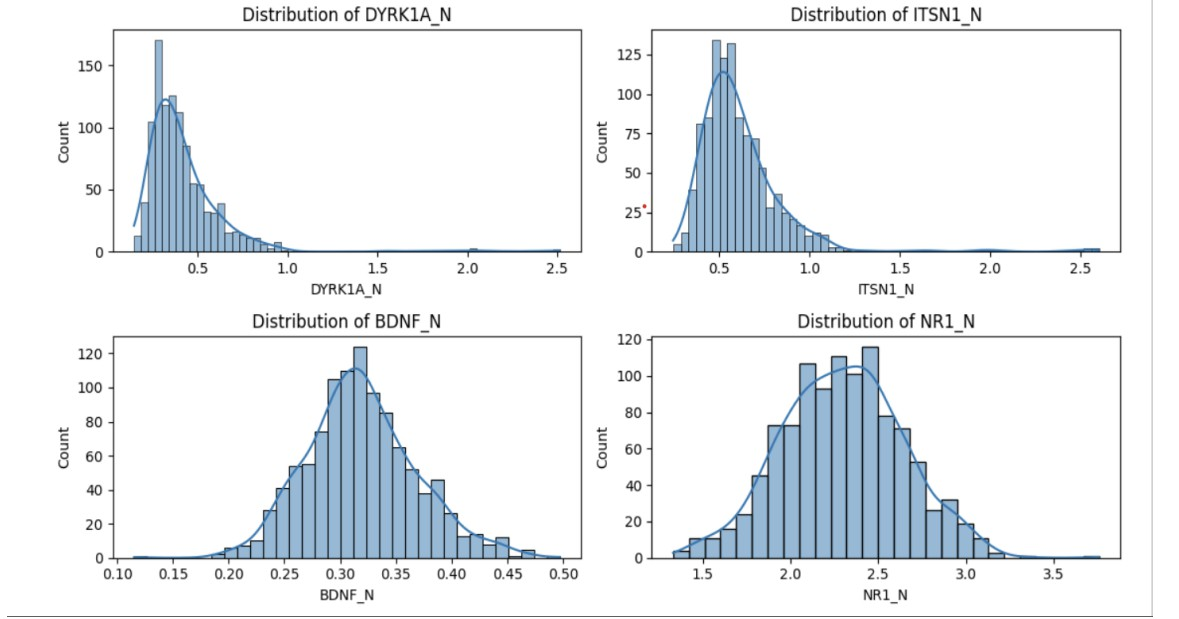 Distribution of DYRK1A_N
Count
150
100
50
0
0.5 1.0 1.5 2.0 2.5
DYRK1A_N
Distribution of ITSN1_N
Count
125
100
75
50
25
0
0.5 1.0 1.5 2.0 2.5
ITSN1_N
Distribution of BDNF_N
Count
120
100
80
60
40
20
0
0.10 0.15 0.20 0.25 0.30 0.35 0.40 0.45 0.50
BDNF_N
Distribution of NR1_N
Count
120
100
80
60
40
20
0
1.5 2.0 2.5 3.0 3.5
NR1_N